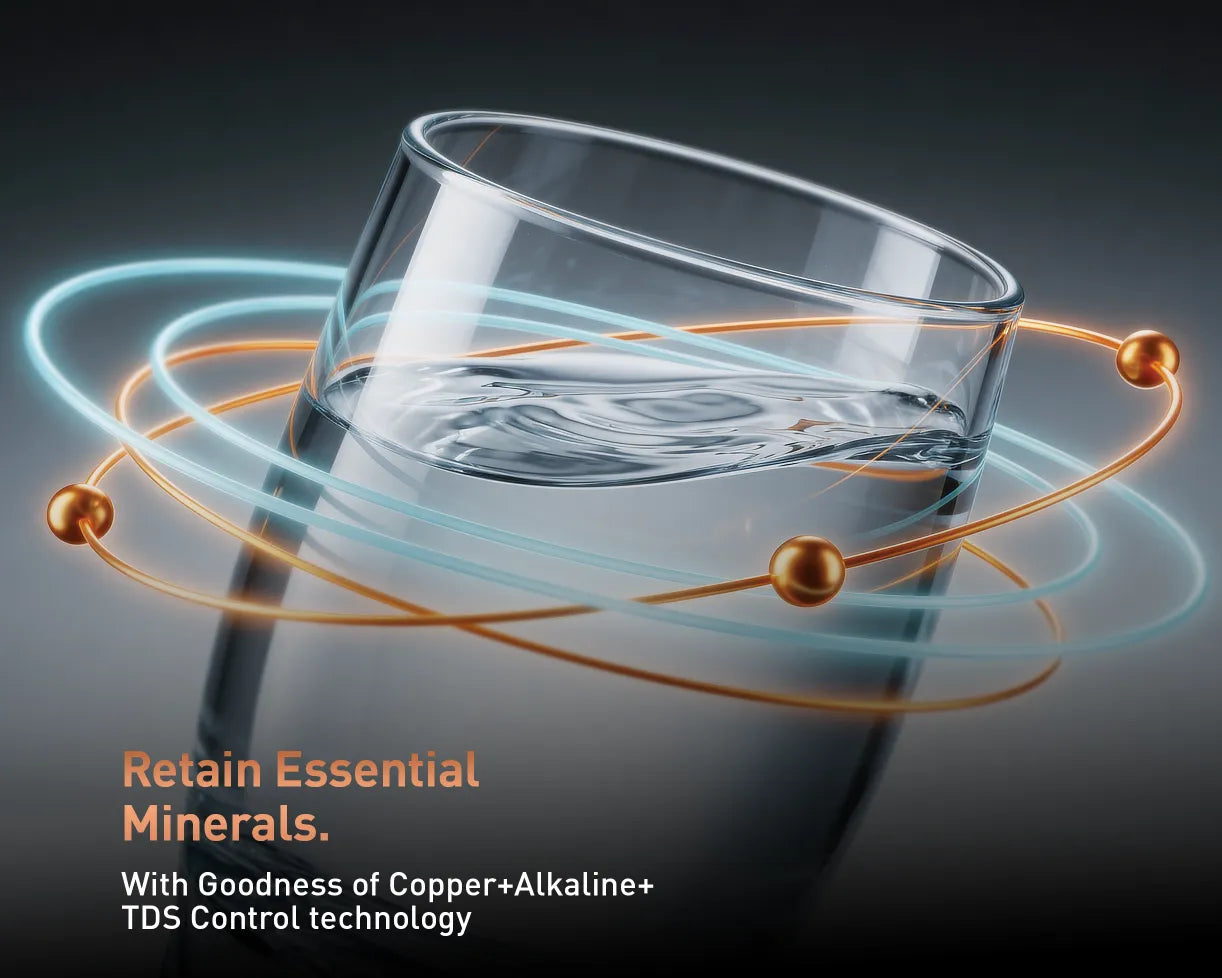 Retain Essential
Minerals.
With Goodness of Copper+Alkaline+
TDS Control technology